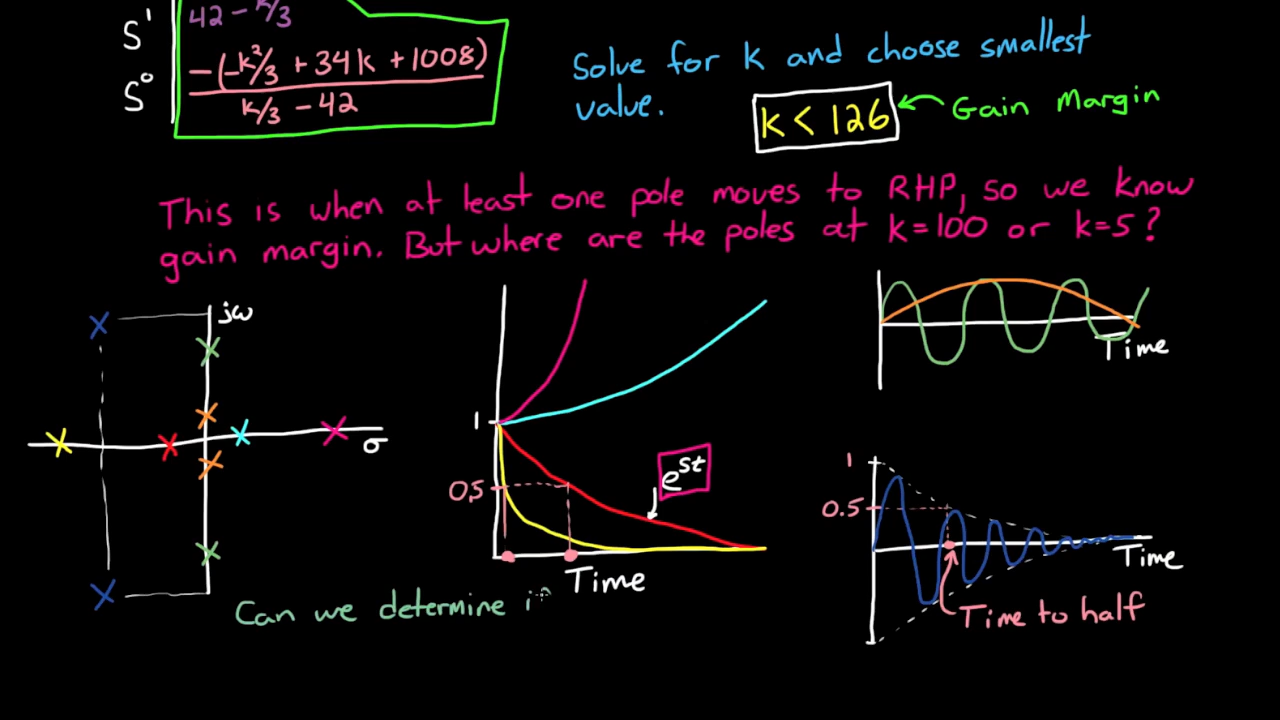 S¹ 42 - k/3
S⁰ -(-k²/3 + 34k + 1008)
k/3 - 42
Solve for k and choose smallest
value.
k < 126
Gain Margin
This is when at least one pole moves to RHP, so we know
gain margin. But where are the poles at k=100 or k=5?
jω
σ
1
0,5
e^st
Time
Time
1
0.5
Time
Time to half
Can we determine i